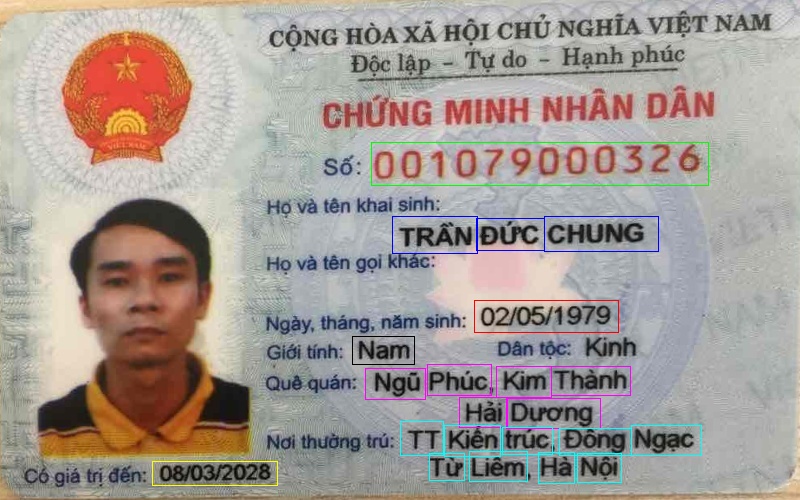 CỘNG HÒA XÃ HỘI CHỦ NGHĨA VIỆT NAM
Độc lập - Tự do - Hạnh phúc
CHỨNG MINH NHÂN DÂN
Số: 001079000326
Họ và tên khai sinh:
TRẦN ĐỨC CHUNG
Họ và tên gọi khác:
Ngày, tháng, năm sinh: 02/05/1979
Giới tính: Nam Dân tộc: Kinh
Quê quán: Ngũ Phúc, Kim Thành
Hải Dương
Nơi thường trú: TT Kiến trúc, Đông Ngạc
Từ Liêm, Hà Nội
Có giá trị đến: 08/03/2028